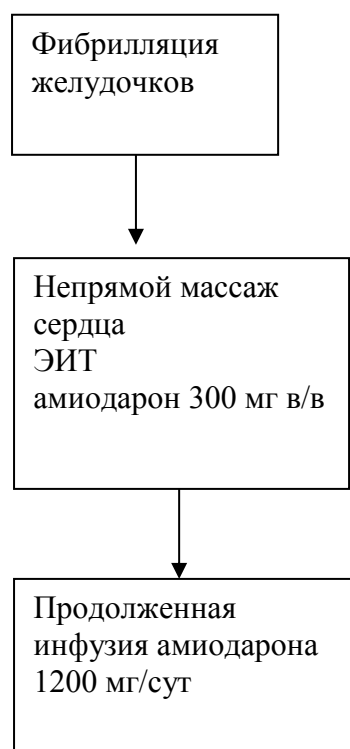 Фибрилляция
желудочков
Непрямой массаж
сердца
ЭИТ
амиодарон 300 мг в/в
Продолженная
инфузия амиодарона
1200 мг/сут